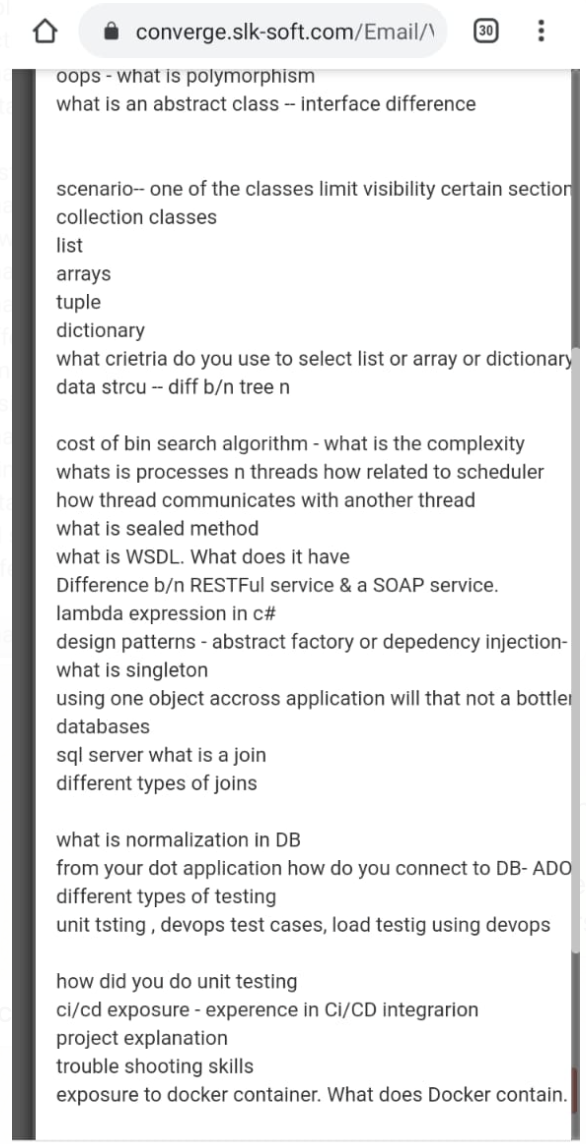 converge.slk-soft.com/Email/
30
oops - what is polymorphism
what is an abstract class -- interface difference
scenario-- one of the classes limit visibility certain section
collection classes
list
arrays
tuple
dictionary
what crietria do you use to select list or array or dictionary
data strcu -- diff b/n tree n
cost of bin search algorithm - what is the complexity
whats is processes n threads how related to scheduler
how thread communicates with another thread
what is sealed method
what is WSDL. What does it have
Difference b/n RESTFul service & a SOAP service.
lambda expression in c#
design patterns - abstract factory or depedency injection-
what is singleton
using one object accross application will that not a
databases
sql server what is a join
different types of joins
what is normalization in DB
from your dot application how do you connect to DB- ADO
different types of testing
unit tsting , devops test cases, load testig using devops
how did you do unit testing
ci/cd exposure - experence in Ci/CD integrarion
project explanation
trouble shooting skills
exposure to docker container. What does Docker contain.